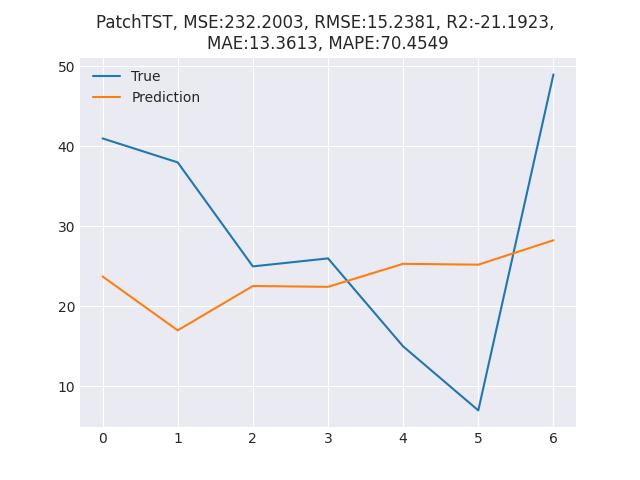 PatchTST, MSE:232.2003, RMSE:15.2381, R2:-21.1923,
MAE:13.3613, MAPE:70.4549
True
Prediction
50
40
30
20
10
0 1 2 3 4 5 6